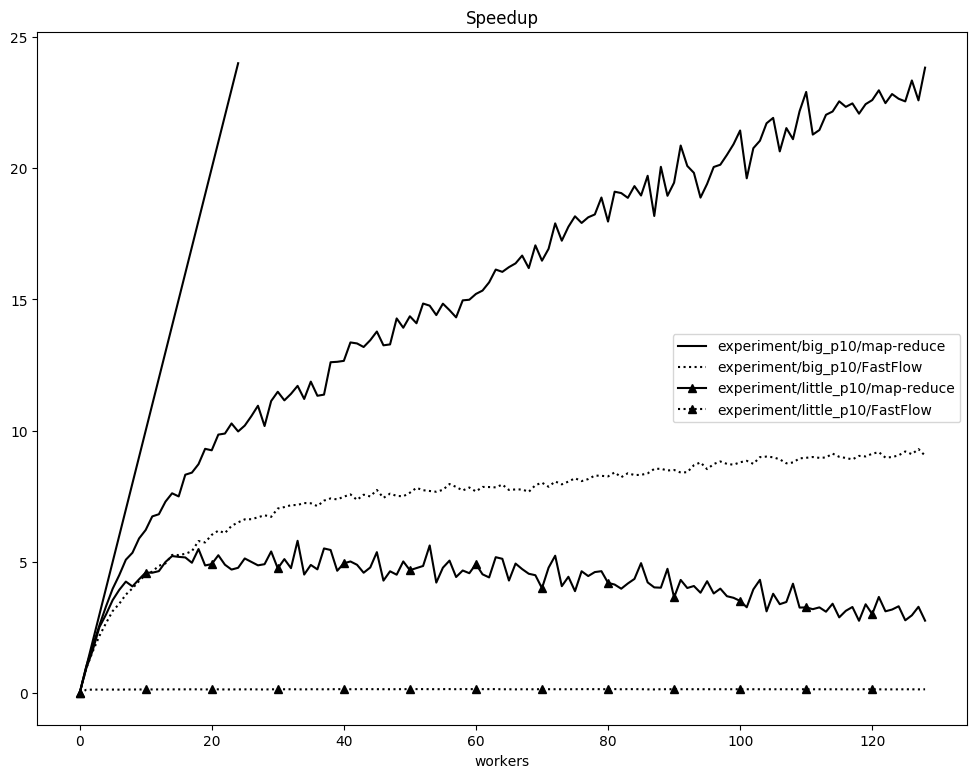 Speedup
25
20
15
10
5
0
experiment/big_p10/map-reduce
experiment/big_p10/FastFlow
experiment/little_p10/map-reduce
experiment/little_p10/FastFlow
0 20 40 60 80 100 120
workers